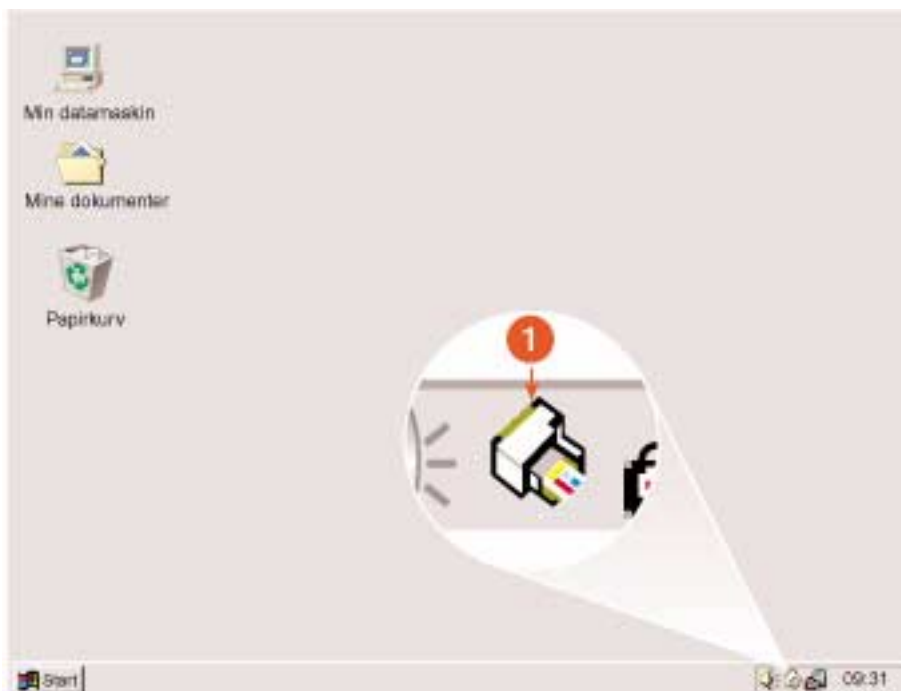 Min datamaskin
Mine dokumenter
Papirkurv
1
Start
09:31